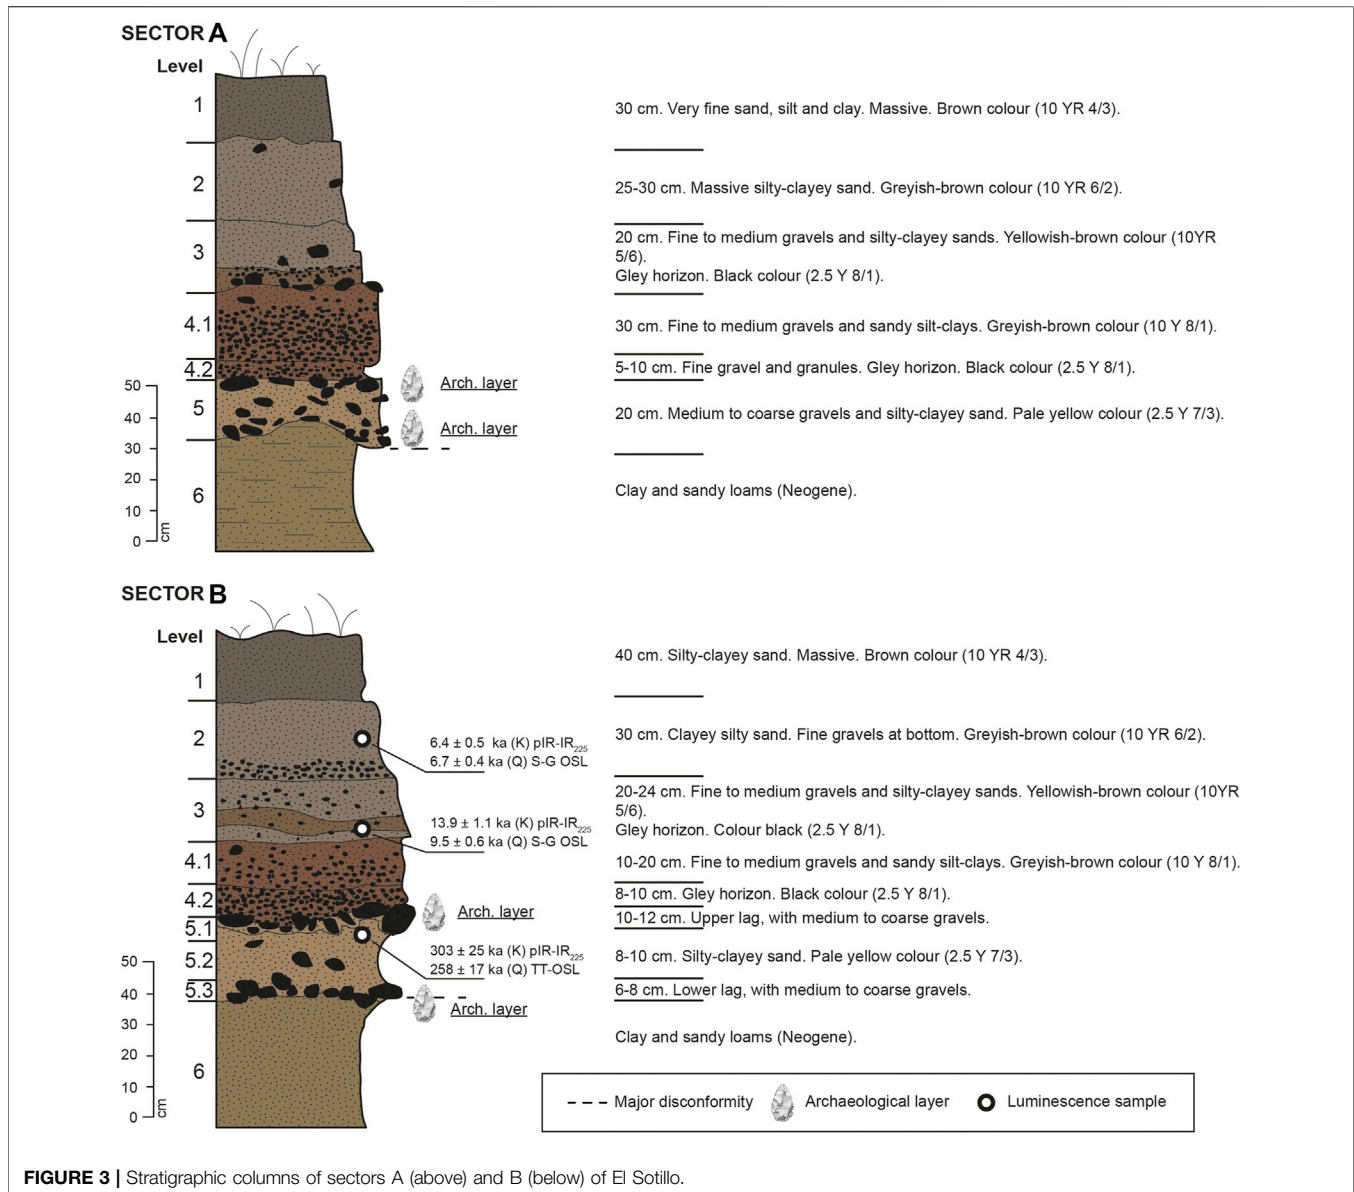 SECTOR A
Level
1
30 cm. Very fine sand, silt and clay. Massive. Brown colour (10 YR 4/3).
2
25-30 cm. Massive silty-clayey sand. Greyish-brown colour (10 YR 6/2).
3
20 cm. Fine to medium gravels and silty-clayey sands. Yellowish-brown colour (10YR
5/6).
Gley horizon. Black colour (2.5 Y 8/1).
4.1
30 cm. Fine to medium gravels and sandy silt-clays. Greyish-brown colour (10 Y 8/1).
4.2
5-10 cm. Fine gravel and granules. Gley horizon. Black colour (2.5 Y 8/1).
Arch. layer
5
20 cm. Medium to coarse gravels and silty-clayey sand. Pale yellow colour (2.5 Y 7/3).
Arch. layer
6
Clay and sandy loams (Neogene).
50
40
30
20
10
0
cm
SECTOR B
Level
1
40 cm. Silty-clayey sand. Massive. Brown colour (10 YR 4/3).
2
6.4 ± 0.5 ka (K) pIR-IR225
6.7 ± 0.4 ka (Q) S-G OSL
30 cm. Clayey silty sand. Fine gravels at bottom. Greyish-brown colour (10 YR 6/2).
3
13.9 ± 1.1 ka (K) pIR-IR225
9.5 ± 0.6 ka (Q) S-G OSL
20-24 cm. Fine to medium gravels and silty-clayey sands. Yellowish-brown colour (10YR
5/6).
Gley horizon. Colour black (2.5 Y 8/1).
4.1
10-20 cm. Fine to medium gravels and sandy silt-clays. Greyish-brown colour (10 Y 8/1).
4.2
8-10 cm. Gley horizon. Black colour (2.5 Y 8/1).
Arch. layer
5.1
10-12 cm. Upper lag, with medium to coarse gravels.
303 ± 25 ka (K) pIR-IR225
258 ± 17 ka (Q) TT-OSL
5.2
8-10 cm. Silty-clayey sand. Pale yellow colour (2.5 Y 7/3).
5.3
6-8 cm. Lower lag, with medium to coarse gravels.
Arch. layer
6
Clay and sandy loams (Neogene).
50
40
30
20
10
0
cm
Major disconformity
Archaeological layer
Luminescence sample
FIGURE 3 | Stratigraphic columns of sectors A (above) and B (below) of El Sotillo.